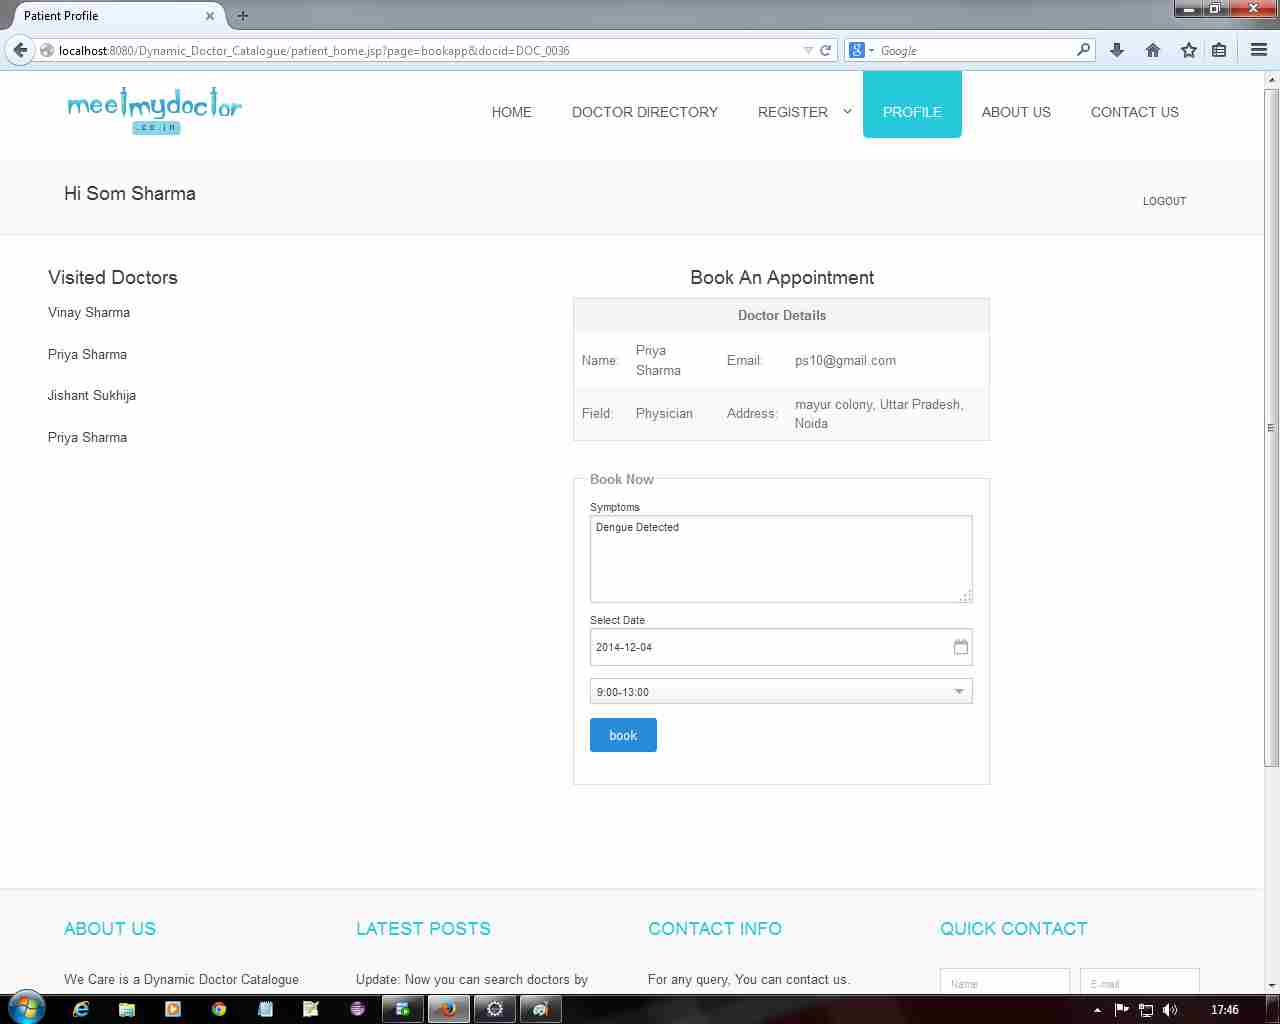 Patient Profile
localhost:8080/Dynamic_Doctor_Catalogue/patient_home.jsp?page=bookapp&docid=DOC_0036
Google
meetmydoctor
.co.in
HOME DOCTOR DIRECTORY REGISTER PROFILE ABOUT US CONTACT US
Hi Som Sharma
LOGOUT
Visited Doctors
Vinay Sharma
Priya Sharma
Jishant Sukhija
Priya Sharma
Book An Appointment
Doctor Details
Name: Priya Sharma Email: ps10@gmail.com
Field: Physician Address: mayur colony, Uttar Pradesh, Noida
Book Now
Symptoms
Dengue Detected
Select Date
2014-12-04
9:00-13:00
book
ABOUT US
We Care is a Dynamic Doctor Catalogue
LATEST POSTS
Update: Now you can search doctors by
CONTACT INFO
For any query, You can contact us.
QUICK CONTACT
Name E-mail
17:46